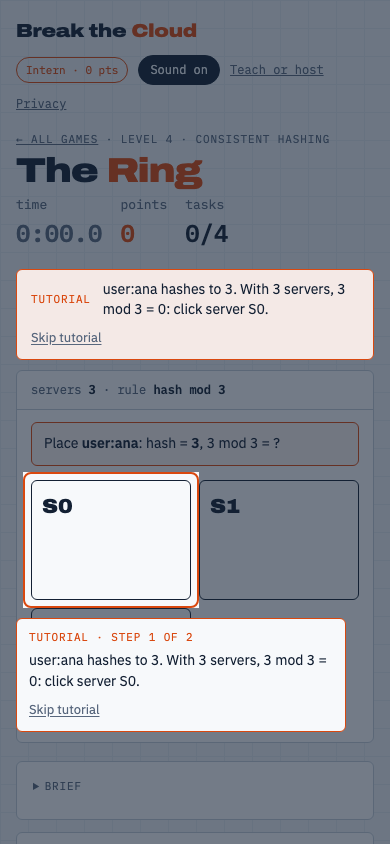 Break the Cloud
Intern · 0 pts
Sound on
Teach or host
Privacy
← ALL GAMES · LEVEL 4 · CONSISTENT HASHING
The Ring
time points tasks
0:00.0 0 0/4
TUTORIAL
user:ana hashes to 3. With 3 servers, 3
mod 3 = 0: click server S0.
Skip tutorial
servers 3 · rule hash mod 3
Place user:ana: hash = 3, 3 mod 3 = ?
S0
S1
TUTORIAL · STEP 1 OF 2
user:ana hashes to 3. With 3 servers, 3 mod 3 =
0: click server S0.
Skip tutorial
▶ BRIEF